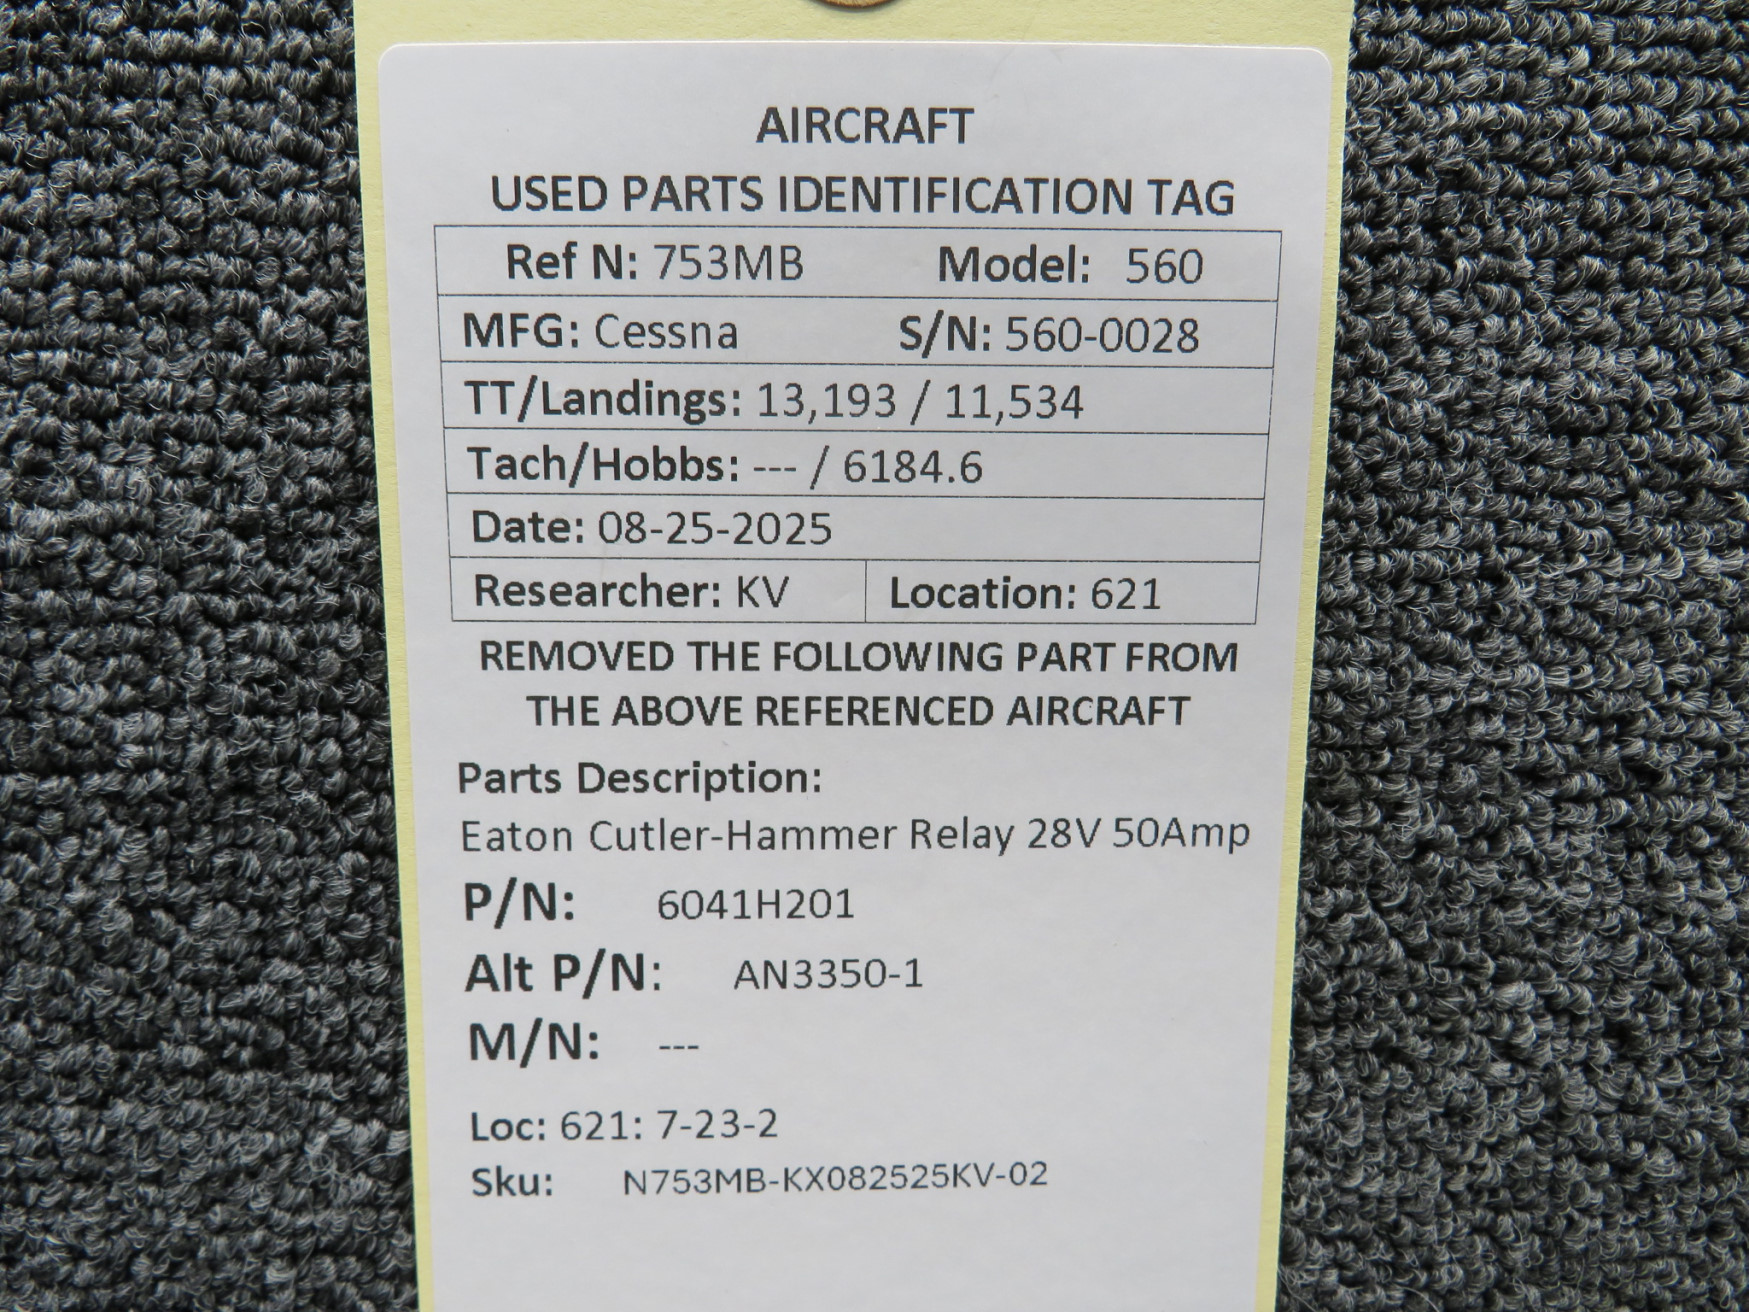 AIRCRAFT
USED PARTS IDENTIFICATION TAG
Ref N: 753MB Model: 560
MFG: Cessna S/N: 560-0028
TT/Landings: 13,193 / 11,534
Tach/Hobbs: --- / 6184.6
Date: 08-25-2025
Researcher: KV Location: 621
REMOVED THE FOLLOWING PART FROM
THE ABOVE REFERENCED AIRCRAFT
Parts Description:
Eaton Cutler-Hammer Relay 28V 50Amp
P/N: 6041H201
Alt P/N: AN3350-1
M/N: ---
Loc: 621: 7-23-2
Sku: N753MB-KX082525KV-02